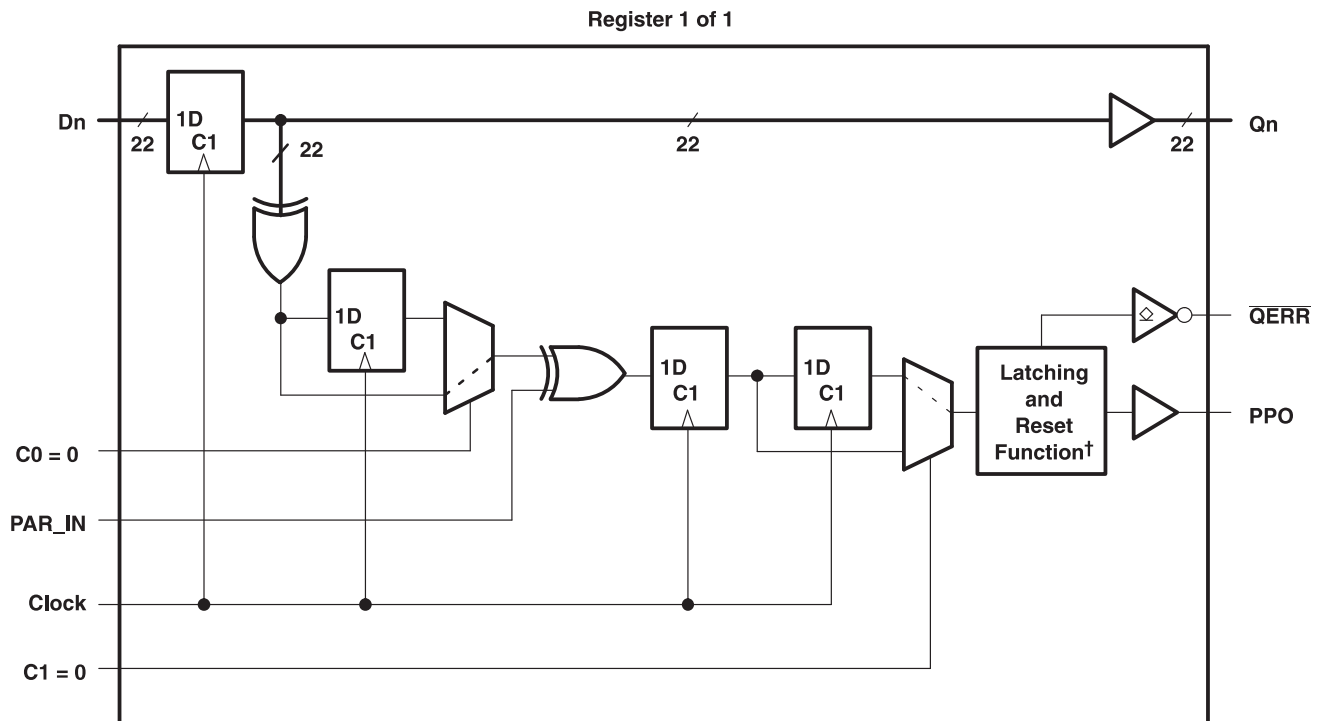 Register 1 of 1
Dn
22
1D
C1
22
22
22
Qn
1D
C1
QERR
1D
C1
1D
C1
Latching
and
Reset
Function†
PPO
C0 = 0
PAR_IN
Clock
C1 = 0